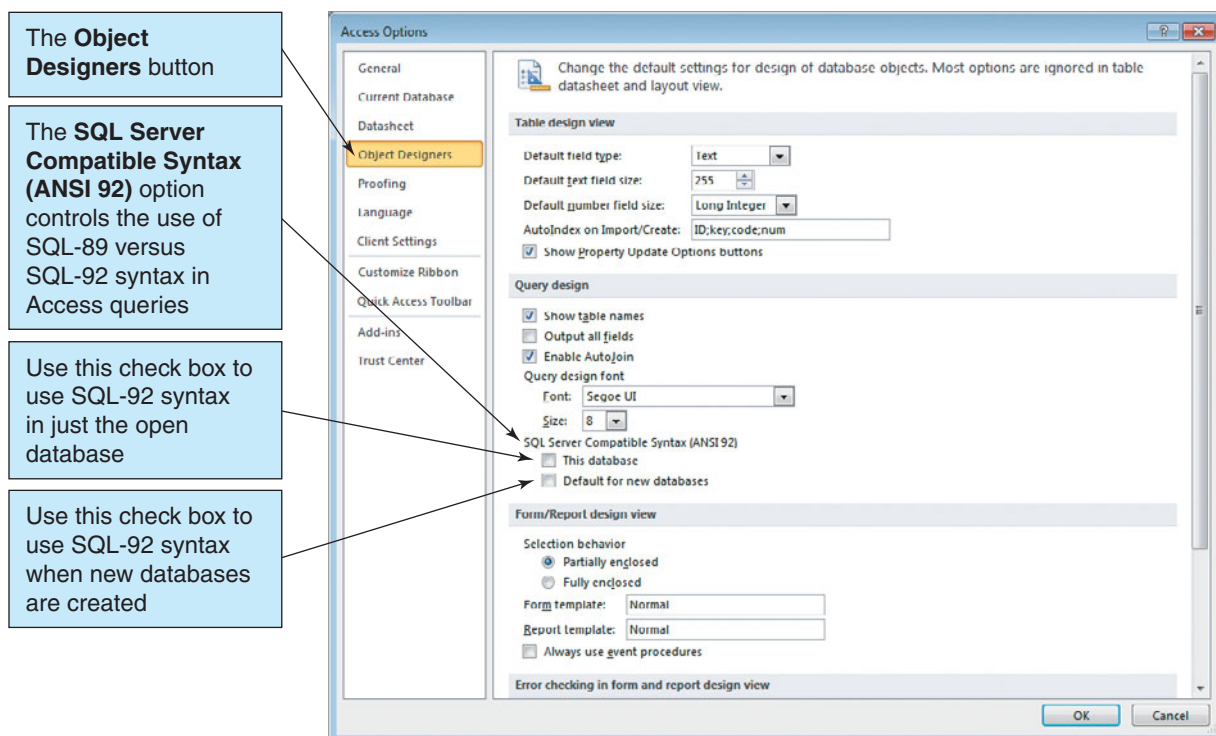 The Object
Designers button
The SQL Server
Compatible Syntax
(ANSI 92) option
controls the use of
SQL-89 versus
SQL-92 syntax in
Access queries
Use this check box to
use SQL-92 syntax
in just the open
database
Use this check box to
use SQL-92 syntax
when new databases
are created
Access Options
General
Current Database
Datasheet
Object Designers
Proofing
Language
Client Settings
Customize Ribbon
Quick Access Toolbar
Add-ins
Trust Center
Change the default settings for design of database objects. Most options are ignored in table
datasheet and layout view.
Table design view
Default field type: Text
Default text field size: 255
Default number field size: Long Integer
AutoIndex on Import/Create: ID;key;code;num
Show Property Update Options buttons
Query design
Show table names
Output all fields
Enable AutoJoin
Query design font
Font: Segoe UI
Size: 8
SQL Server Compatible Syntax (ANSI 92)
This database
Default for new databases
Form/Report design view
Selection behavior
Partially enclosed
Fully enclosed
Form template: Normal
Report template: Normal
Always use event procedures
Error checking in form and report design view
OK Cancel